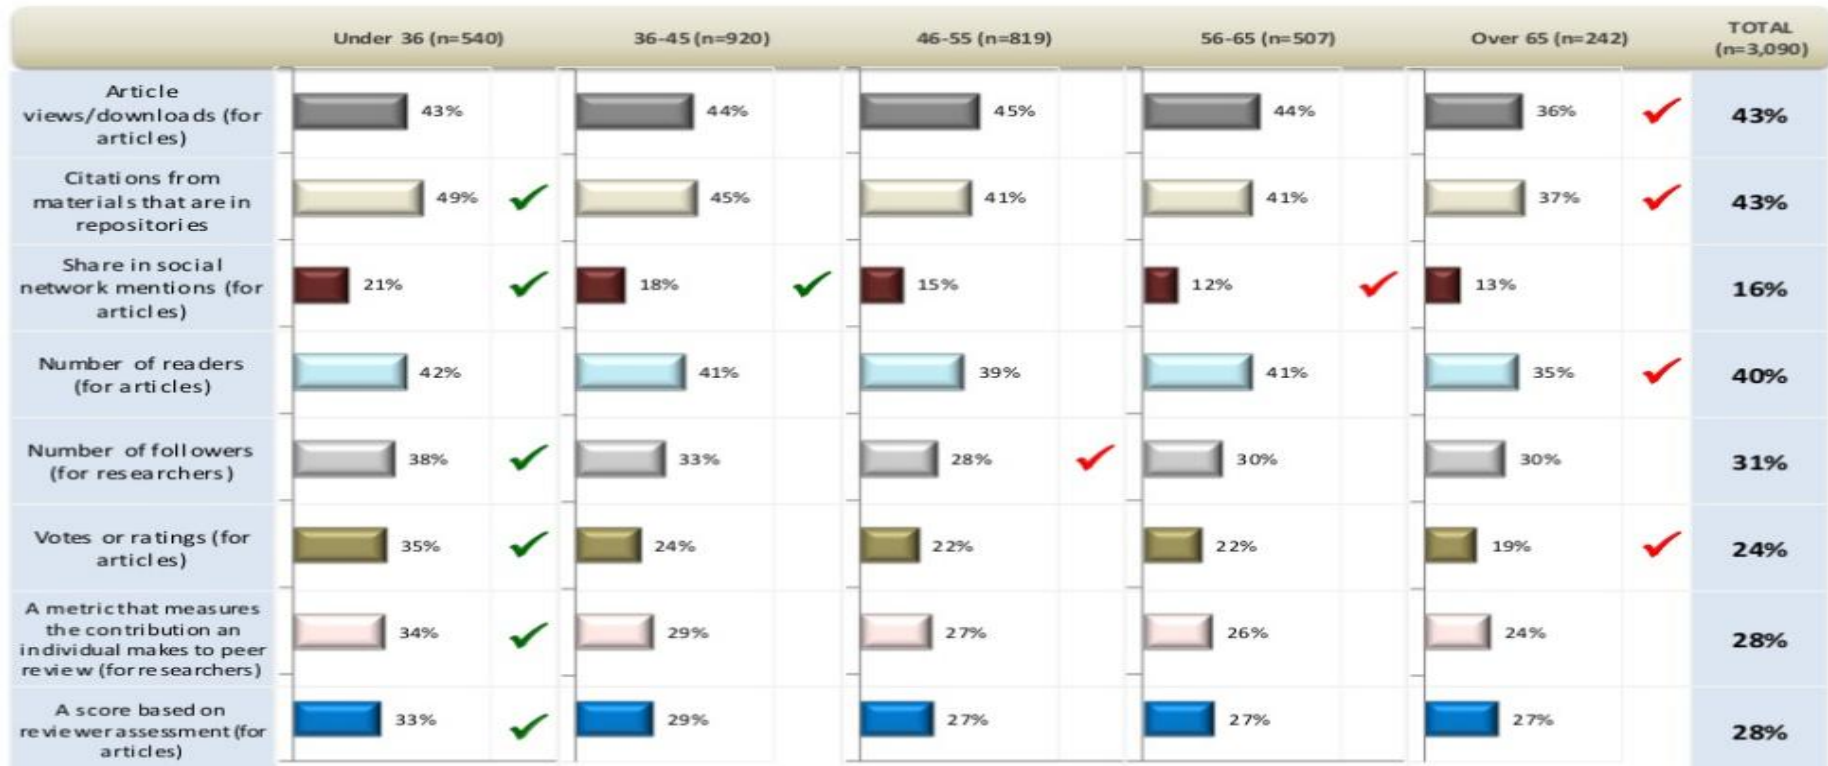 Under 36 (n=540) 36-45 (n=920) 46-55 (n=819) 56-65 (n=507) Over 65 (n=242) TOTAL
(n=3,090)
Article
views/downloads (for
articles)
43% 44% 45% 44% 36% 43%
Citations from
materials that are in
repositories
49% 45% 41% 41% 37% 43%
Share in social
network mentions (for
articles)
21% 18% 15% 12% 13% 16%
Number of readers
(for articles)
42% 41% 39% 41% 35% 40%
Number of followers
(for researchers)
38% 33% 28% 30% 30% 31%
Votes or ratings (for
articles)
35% 24% 22% 22% 19% 24%
A metric that measures
the contribution an
individual makes to peer
review (for researchers)
34% 29% 27% 26% 24% 28%
A score based on
reviewer assessment (for
articles)
33% 29% 27% 27% 27% 28%